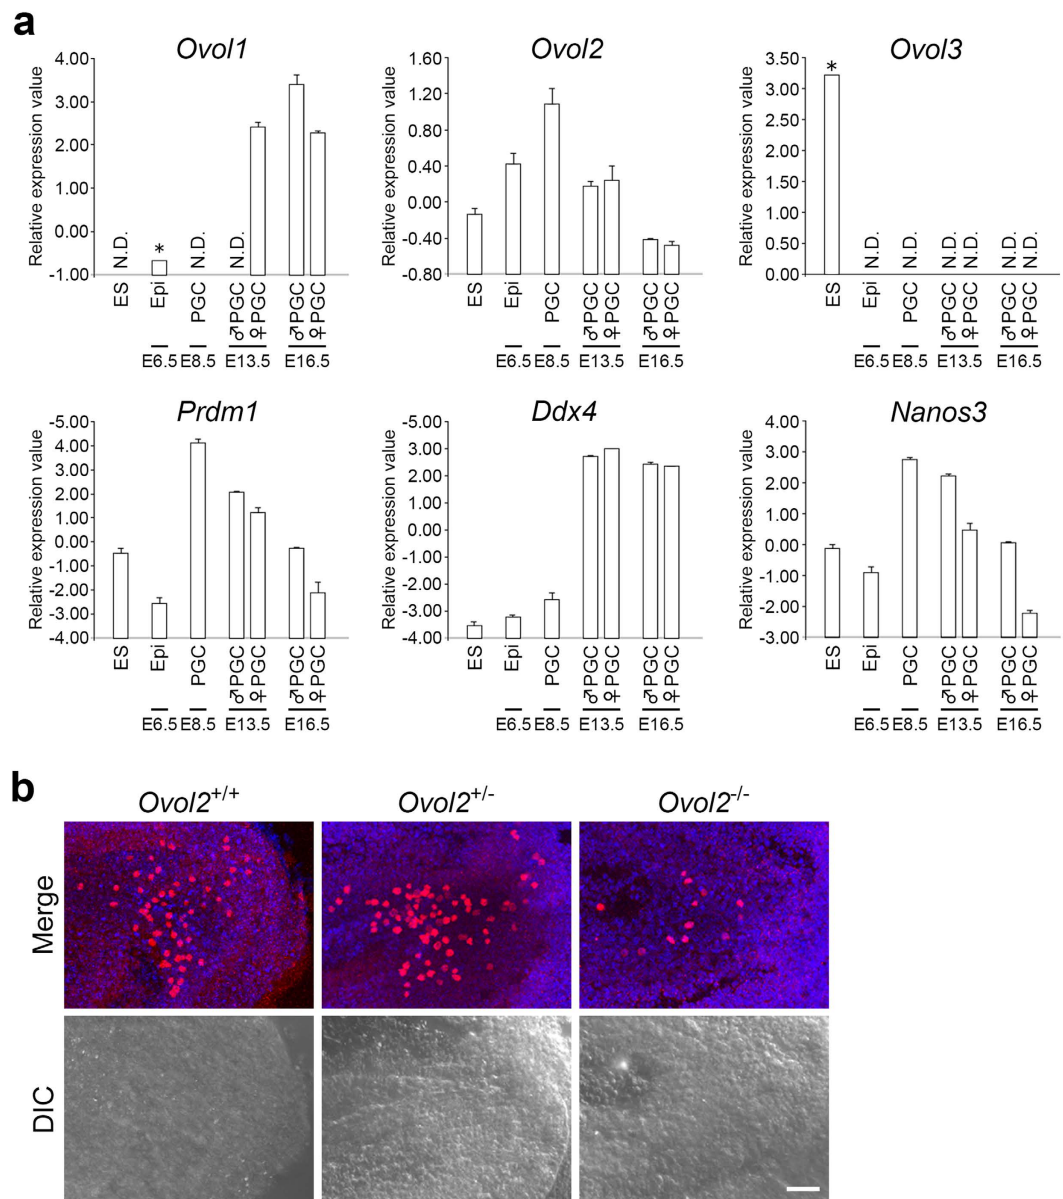 a
Ovol1
Relative expression value
4.00
3.00
2.00
1.00
0.00
-1.00
N.D.
*
N.D.
N.D.
ES
Epi
PGC
♂PGC
♀PGC
♂PGC
♀PGC
E6.5 E8.5 E13.5 E16.5
Ovol2
Relative expression value
1.60
1.20
0.80
0.40
0.00
-0.40
-0.80
ES
Epi
PGC
♂PGC
♀PGC
♂PGC
♀PGC
E6.5 E8.5 E13.5 E16.5
Ovol3
Relative expression value
3.50
3.00
2.50
2.00
1.50
1.00
0.50
0.00
*
N.D.
N.D.
N.D.
N.D.
N.D.
N.D.
ES
Epi
PGC
♂PGC
♀PGC
♂PGC
♀PGC
E6.5 E8.5 E13.5 E16.5
Prdm1
Relative expression value
-5.00
4.00
3.00
2.00
1.00
0.00
-1.00
-2.00
-3.00
-4.00
ES
Epi
PGC
♂PGC
♀PGC
♂PGC
♀PGC
E6.5 E8.5 E13.5 E16.5
Ddx4
Relative expression value
-5.00
3.00
2.00
1.00
0.00
-1.00
-2.00
-3.00
-4.00
ES
Epi
PGC
♂PGC
♀PGC
♂PGC
♀PGC
E6.5 E8.5 E13.5 E16.5
Nanos3
Relative expression value
4.00
3.00
2.00
1.00
0.00
-1.00
-2.00
-3.00
ES
Epi
PGC
♂PGC
♀PGC
♂PGC
♀PGC
E6.5 E8.5 E13.5 E16.5
b
Ovol2+/+ Ovol2+/- Ovol2-/-
Merge
DIC